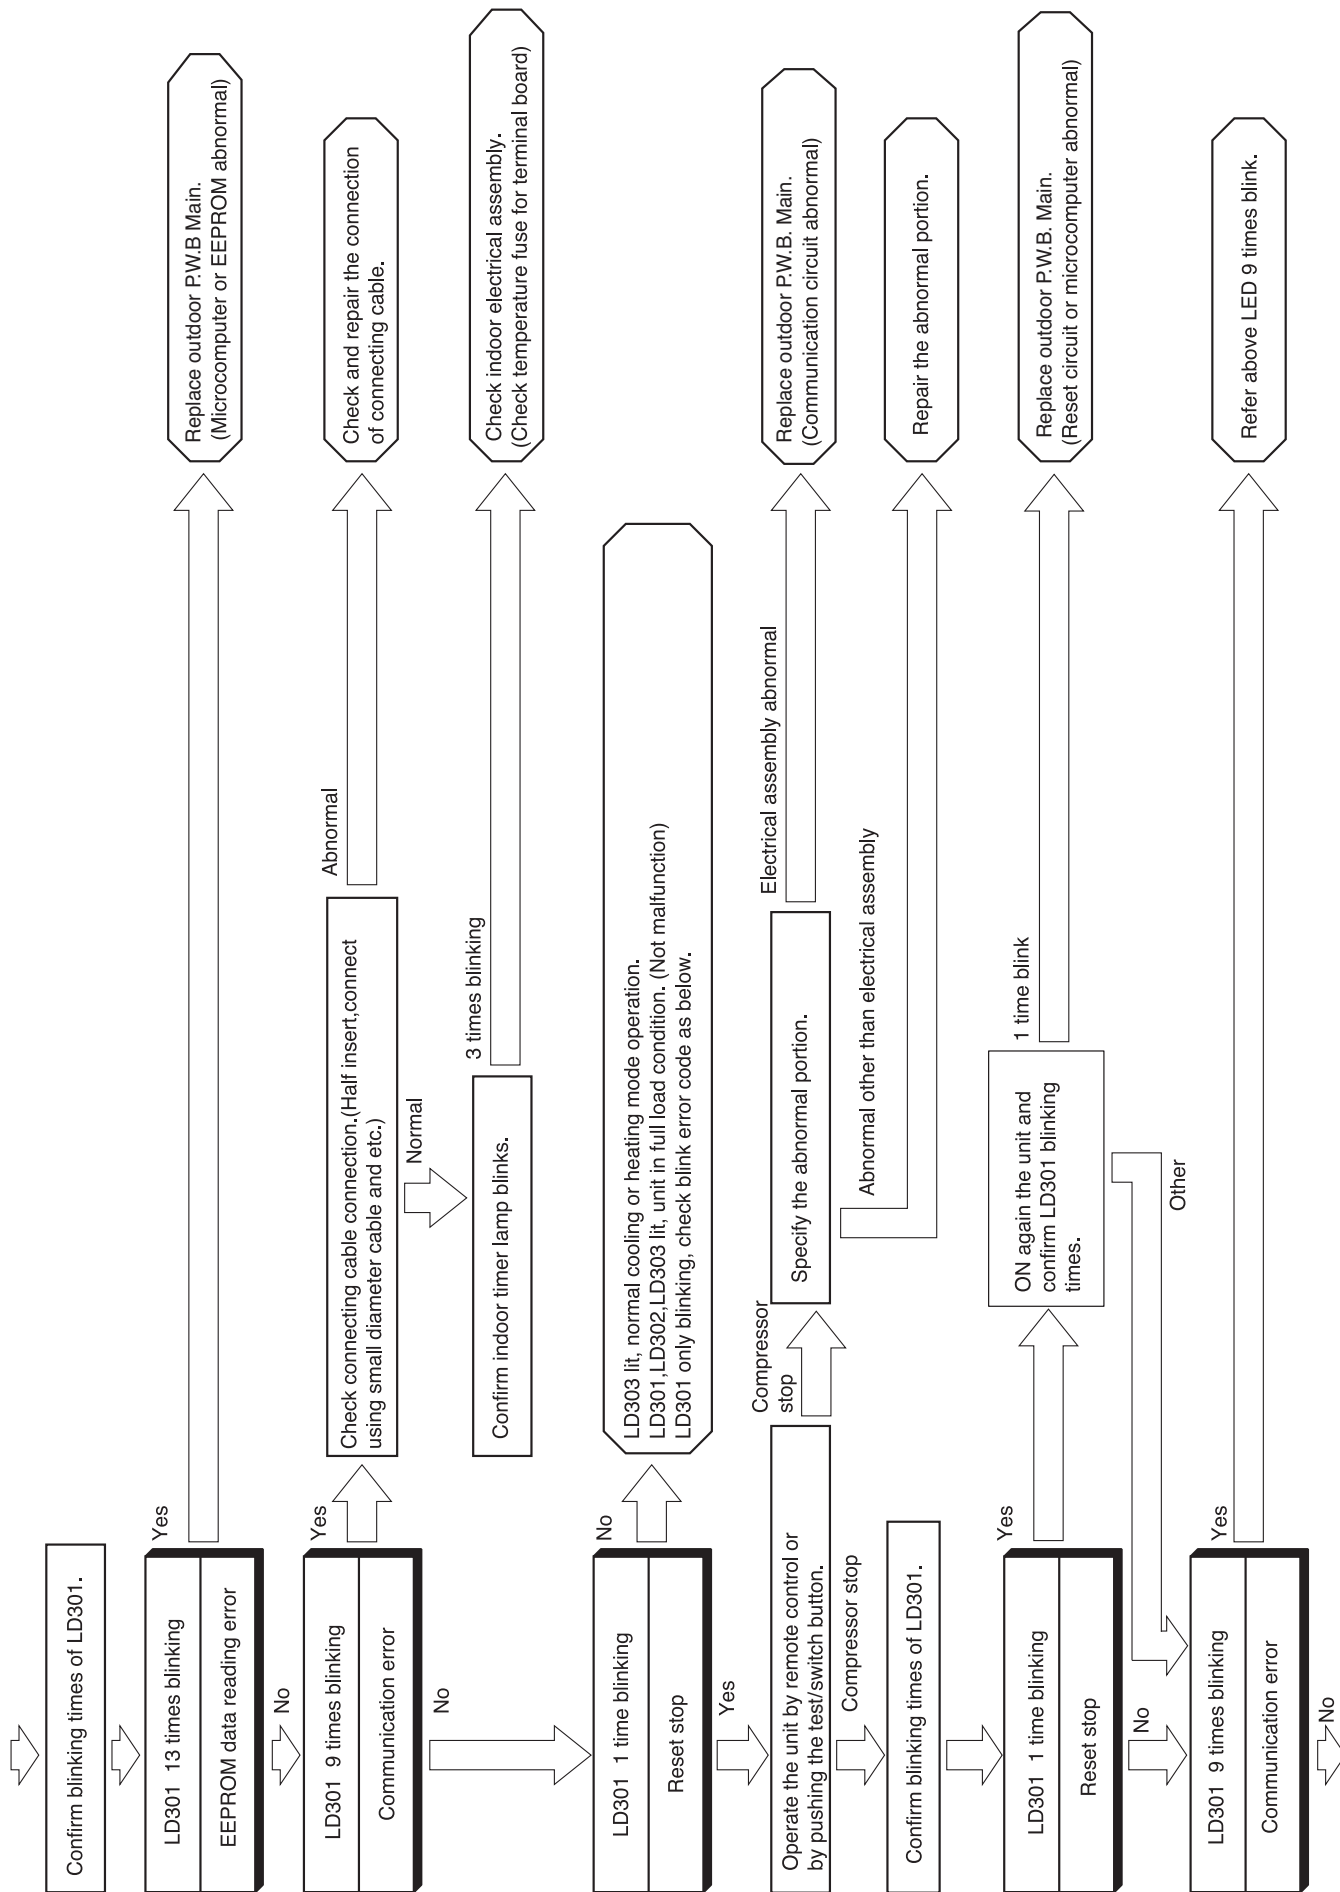 Confirm blinking times of LD301.
LD301 13 times blinking
EEPROM data reading error
Yes
Replace outdoor P.W.B Main.
(Microcomputer or EEPROM abnormal)
No
LD301 9 times blinking
Communication error
Yes
Check connecting cable connection.(Half insert,connect
using small diameter cable and etc.)
Abnormal
Check and repair the connection
of connecting cable.
Normal
Confirm indoor timer lamp blinks.
3 times blinking
Check indoor electrical assembly.
(Check temperature fuse for terminal board)
No
LD301 1 time blinking
Reset stop
No
LD303 lit, normal cooling or heating mode operation.
LD301,LD302,LD303 lit, unit in full load condition. (Not malfunction)
LD301 only blinking, check blink error code as below.
Yes
Operate the unit by remote control or
by pushing the test/switch button.
Compressor
stop
Specify the abnormal portion.
Electrical assembly abnormal
Replace outdoor P.W.B. Main.
(Communication circuit abnormal)
Abnormal other than electrical assembly
Repair the abnormal portion.
Compressor stop
Confirm blinking times of LD301.
LD301 1 time blinking
Reset stop
Yes
ON again the unit and
confirm LD301 blinking
times.
1 time blink
Replace outdoor P.W.B. Main.
(Reset circuit or microcomputer abnormal)
Other
No
LD301 9 times blinking
Communication error
Yes
Refer above LED 9 times blink.
No